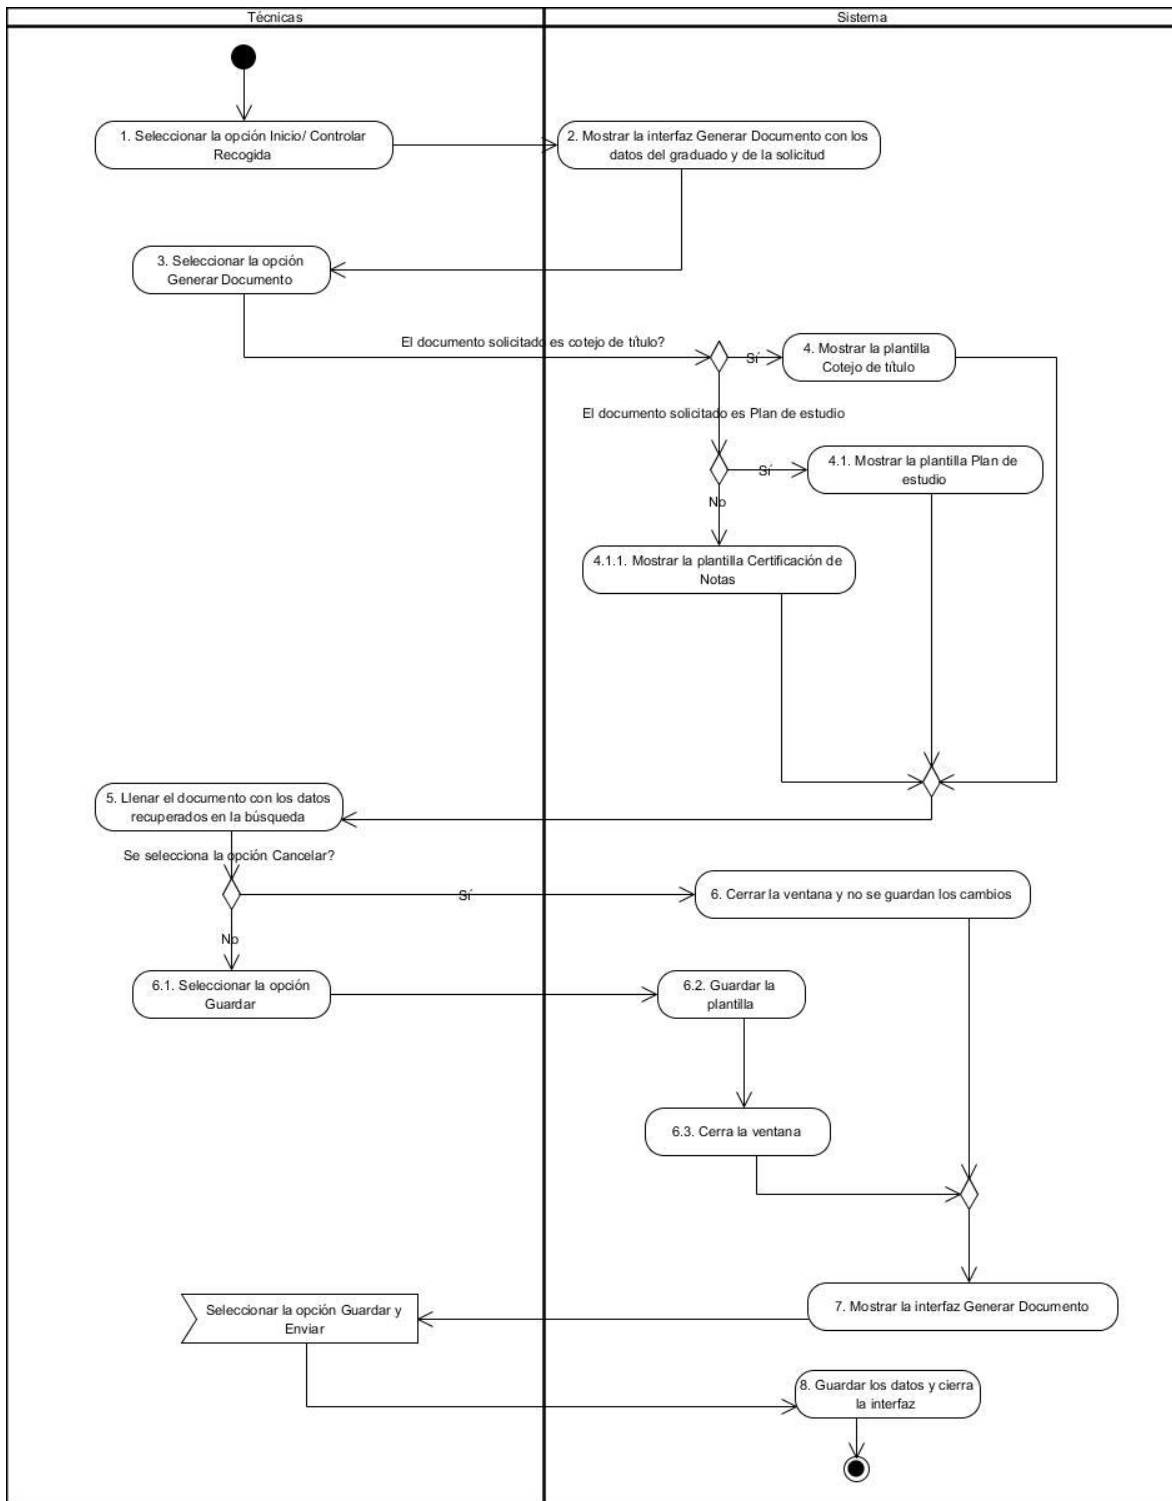 Técnicas
Sistema
1. Seleccionar la opción Inicio/ Controlar
Recogida
2. Mostrar la interfaz Generar Documento con los
datos del graduado y de la solicitud
3. Seleccionar la opción
Generar Documento
El documento solicitado es cotejo de título?
Sí
4. Mostrar la plantilla
Cotejo de título
El documento solicitado es Plan de estudio
Sí
4.1. Mostrar la plantilla Plan de
estudio
No
4.1.1. Mostrar la plantilla Certificación de
Notas
5. Llenar el documento con los datos
recuperados en la búsqueda
Se selecciona la opción Cancelar?
Sí
6. Cerrar la ventana y no se guardan los cambios
No
6.1. Seleccionar la opción
Guardar
6.2. Guardar la
plantilla
6.3. Cerra la ventana
7. Mostrar la interfaz Generar Documento
Seleccionar la opción Guardar y
Enviar
8. Guardar los datos y cierra
la interfaz